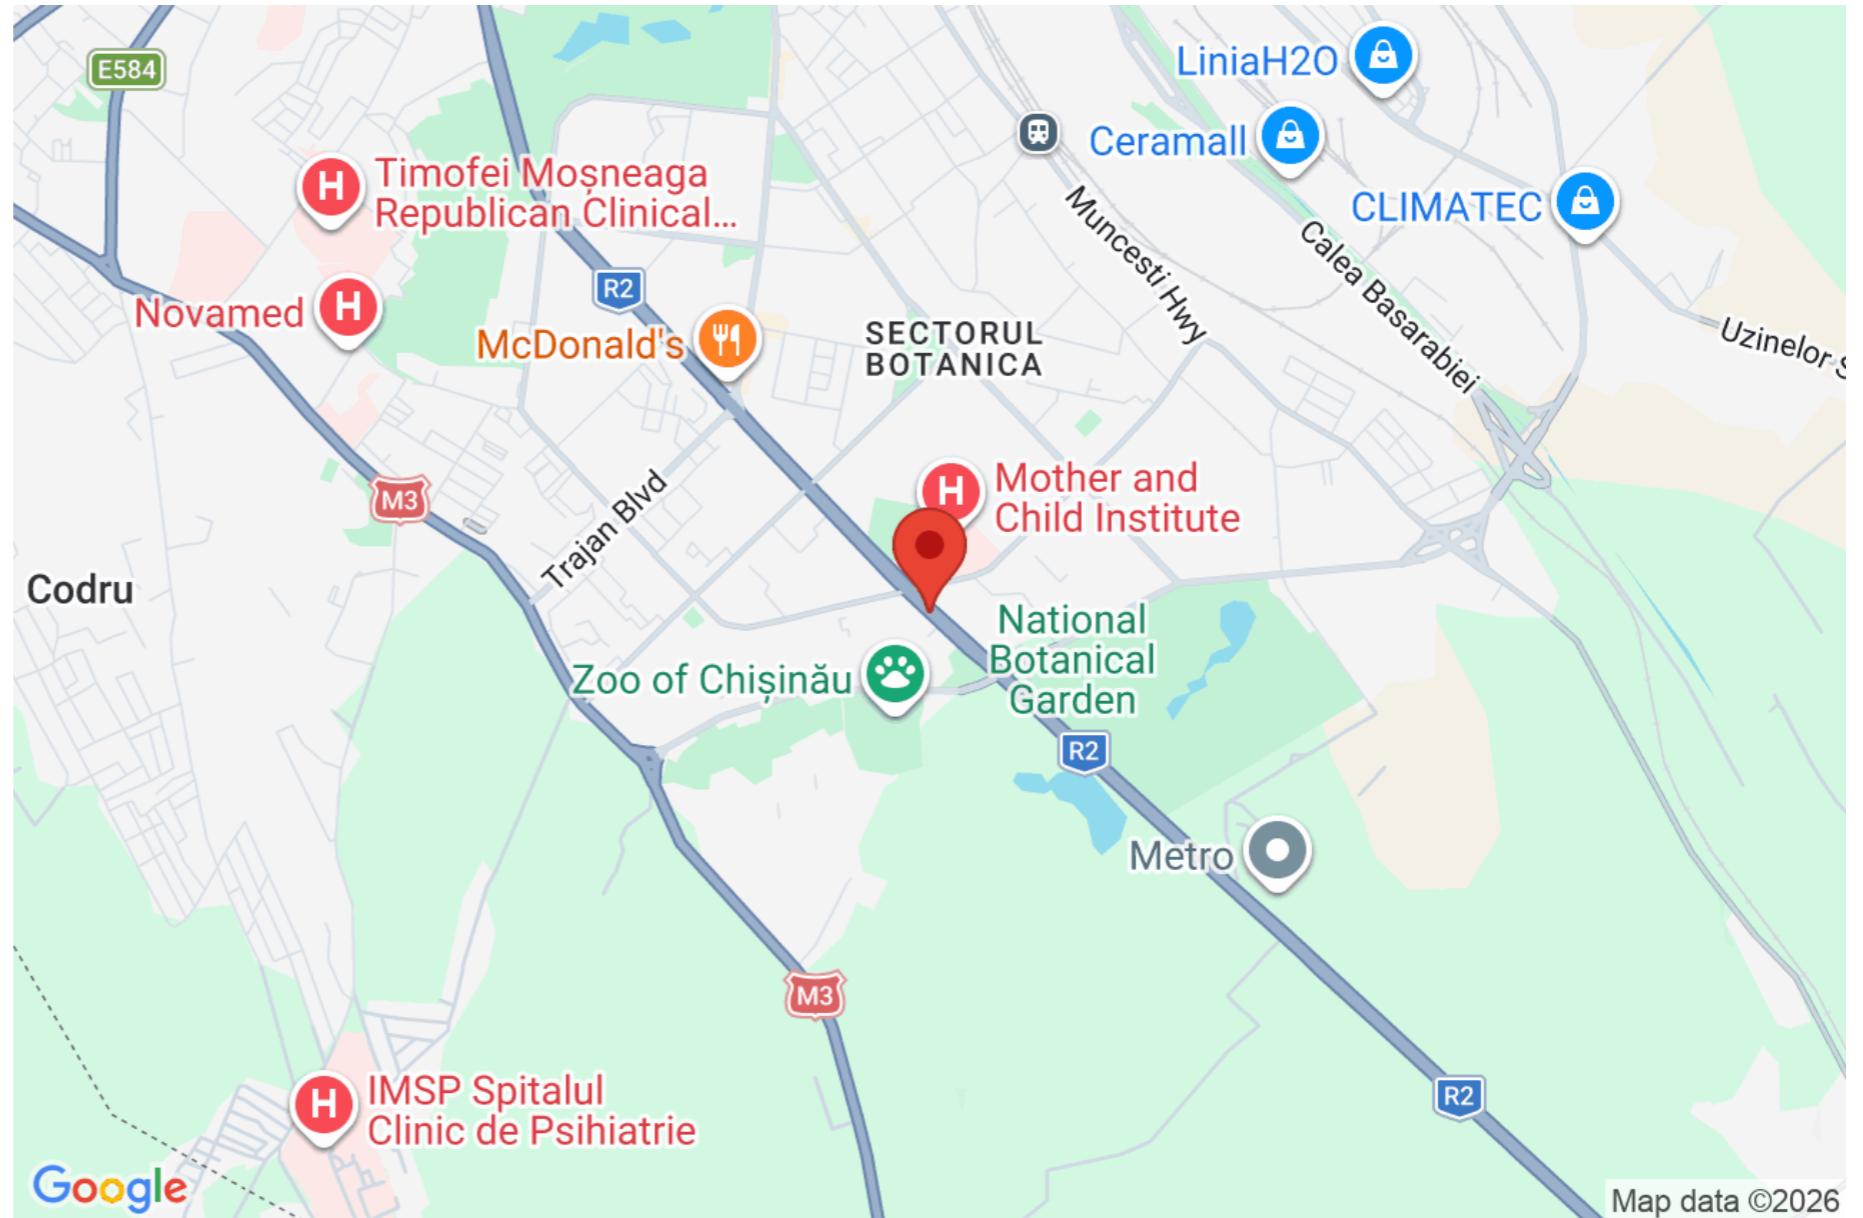 E584
LiniaH2O
Ceramall
Timofei Moșneaga
Republican Clinical...
CLIMATEC
Muncesti Hwy
Calea Basarabiei
R2
Novamed
McDonald's
SECTORUL
BOTANICA
Uzinelor S
M3
Mother and
Child Institute
Trajan Blvd
Codru
National
Botanical
Garden
Zoo of Chișinău
R2
Metro
M3
IMSP Spitalul
Clinic de Psihiatrie
R2
Google
Map data ©2026